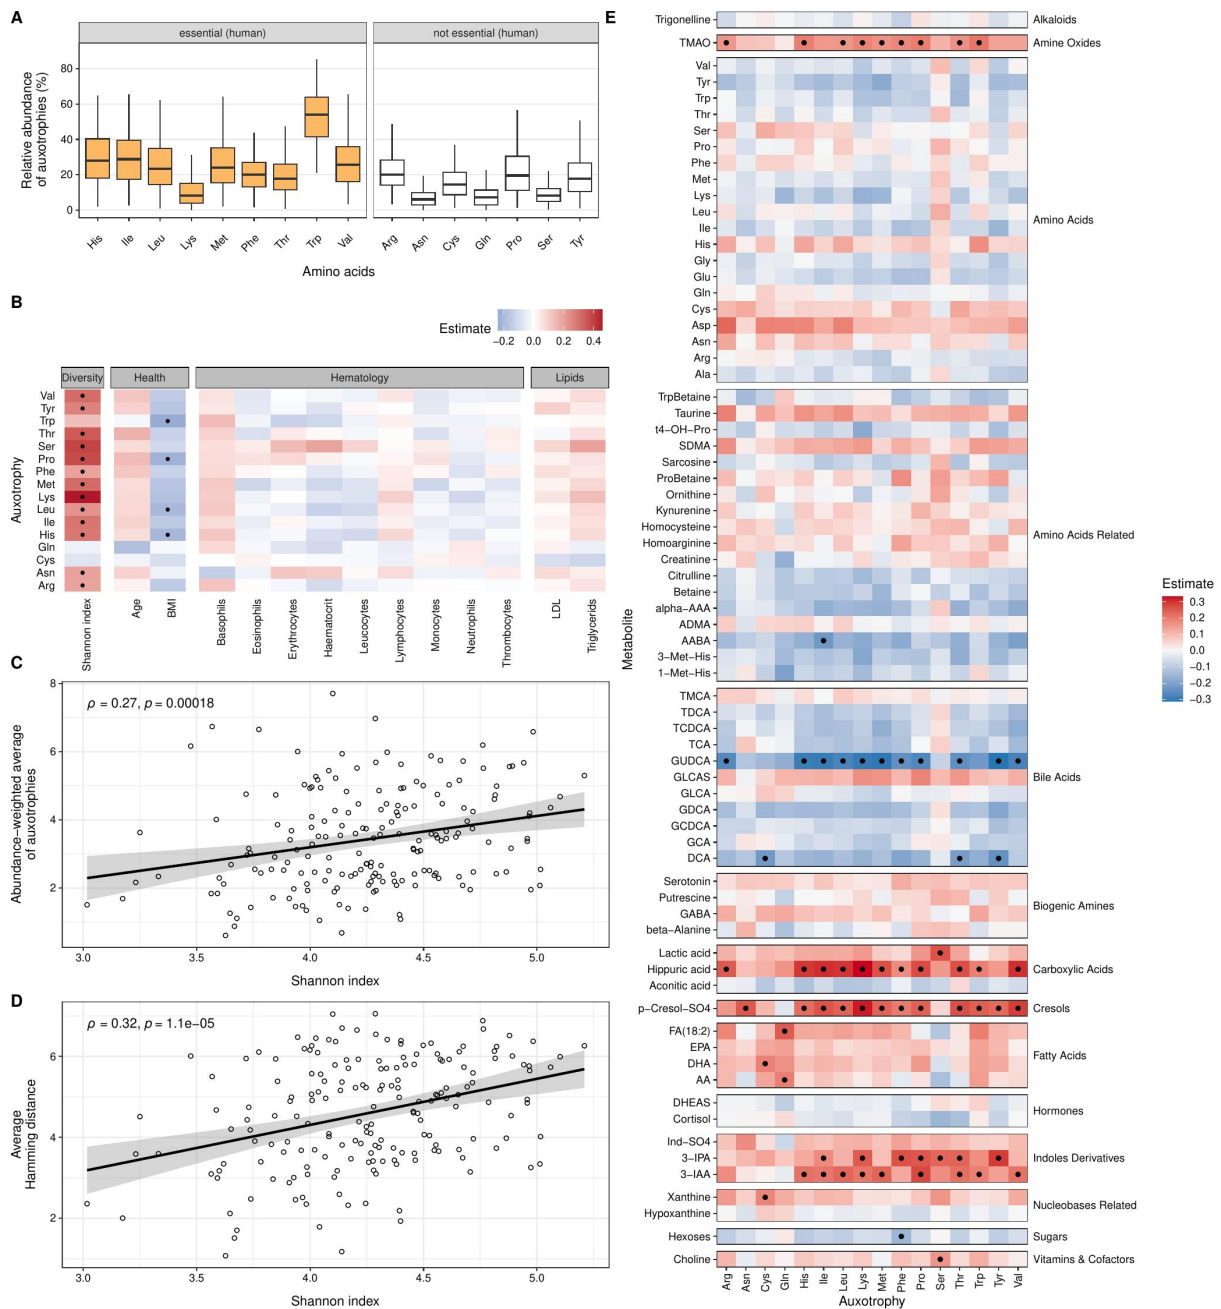 A
essential (human)
not essential (human)
Relative abundance
of auxotrophies (%)
80
60
40
20
0
His Ile Leu Lys Met Phe Thr Trp Val
Arg Asn Cys Gln Pro Ser Tyr
Amino acids
B
Estimate
−0.2 0.0 0.2 0.4
Diversity Health Hematology Lipids
Auxotrophy
Val
Tyr
Trp
Thr
Ser
Pro
Phe
Met
Lys
Leu
Ile
His
Gln
Cys
Asn
Arg
Shannon index
Age
BMI
Basophils
Eosinophils
Erythrocytes
Haematocrit
Leucocytes
Lymphocytes
Monocytes
Neutrophils
Thrombocytes
LDL
Triglycerids
C
ρ = 0.27, p = 0.00018
Abundance−weighted average
of auxotrophies
8
6
4
2
3.0 3.5 4.0 4.5 5.0
Shannon index
D
ρ = 0.32, p = 1.1e−05
Average
Hamming distance
6
4
2
3.0 3.5 4.0 4.5 5.0
Shannon index
E
Metabolite
Trigonelline
Alkaloids
TMAO
Amine Oxides
Val
Tyr
Trp
Thr
Ser
Pro
Phe
Met
Lys
Leu
Ile
His
Gly
Glu
Gln
Cys
Asp
Asn
Arg
Ala
Amino Acids
TrpBetaine
Taurine
t4−OH−Pro
SDMA
Sarcosine
ProBetaine
Ornithine
Kynurenine
Homocysteine
Homoarginine
Creatinine
Citrulline
Betaine
alpha−AAA
ADMA
AABA
3−Met−His
1−Met−His
Amino Acids Related
TMCA
TDCA
TCDCA
TCA
GUDCA
GLCAS
GLCA
GDCA
GCDCA
GCA
DCA
Bile Acids
Serotonin
Putrescine
GABA
beta−Alanine
Biogenic Amines
Lactic acid
Hippuric acid
Aconitic acid
Carboxylic Acids
p−Cresol−SO4
Cresols
FA(18:2)
EPA
DHA
AA
Fatty Acids
DHEAS
Cortisol
Hormones
Ind−SO4
3−IPA
3−IAA
Indoles Derivatives
Xanthine
Hypoxanthine
Nucleobases Related
Hexoses
Sugars
Choline
Vitamins & Cofactors
Arg Asn Cys Gln His Ile Leu Lys Met Phe Pro Ser Thr Trp Tyr Val
Auxotrophy
Estimate
0.3
0.2
0.1
0.0
−0.1
−0.2
−0.3